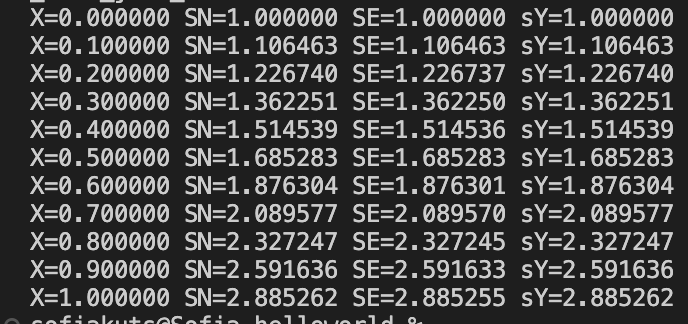 X=0.000000 SN=1.000000 SE=1.000000 sY=1.000000
X=0.100000 SN=1.106463 SE=1.106463 sY=1.106463
X=0.200000 SN=1.226740 SE=1.226737 sY=1.226740
X=0.300000 SN=1.362251 SE=1.362250 sY=1.362251
X=0.400000 SN=1.514539 SE=1.514536 sY=1.514539
X=0.500000 SN=1.685283 SE=1.685283 sY=1.685283
X=0.600000 SN=1.876304 SE=1.876301 sY=1.876304
X=0.700000 SN=2.089577 SE=2.089570 sY=2.089577
X=0.800000 SN=2.327247 SE=2.327245 sY=2.327247
X=0.900000 SN=2.591636 SE=2.591633 sY=2.591636
X=1.000000 SN=2.885262 SE=2.885255 sY=2.885262
sofiakuts@Sofia helloworld %